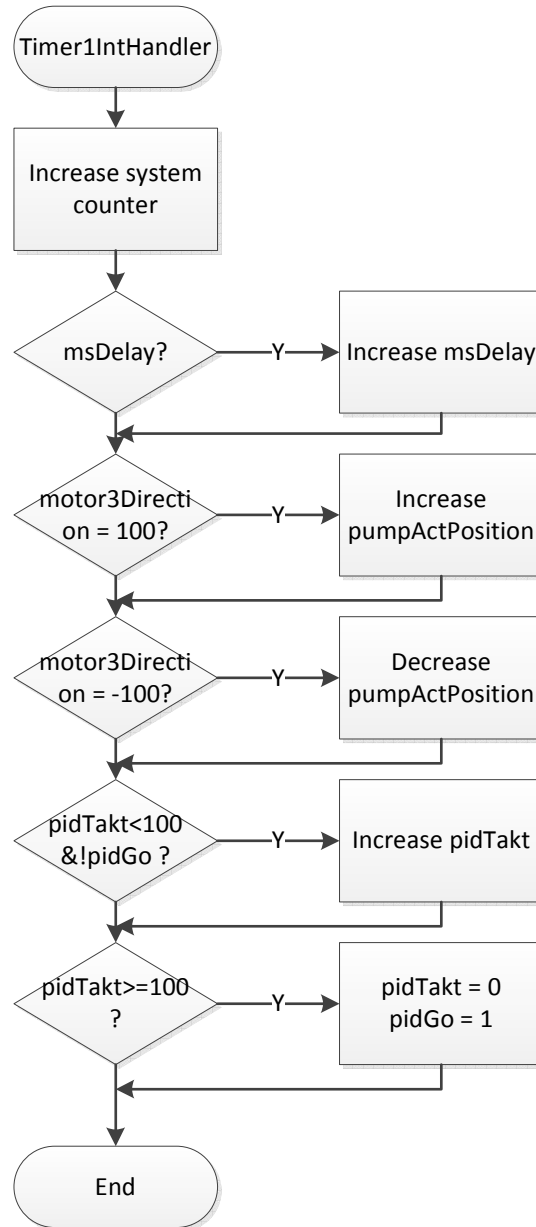 Timer1IntHandler
Increase system
counter
msDelay?
Y
Increase msDelay
motor3Directi
on = 100?
Y
Increase
pumpActPosition
motor3Directi
on = -100?
Y
Decrease
pumpActPosition
pidTakt<100
&!pidGo ?
Y
Increase pidTakt
pidTakt>=100
?
Y
pidTakt = 0
pidGo = 1
End